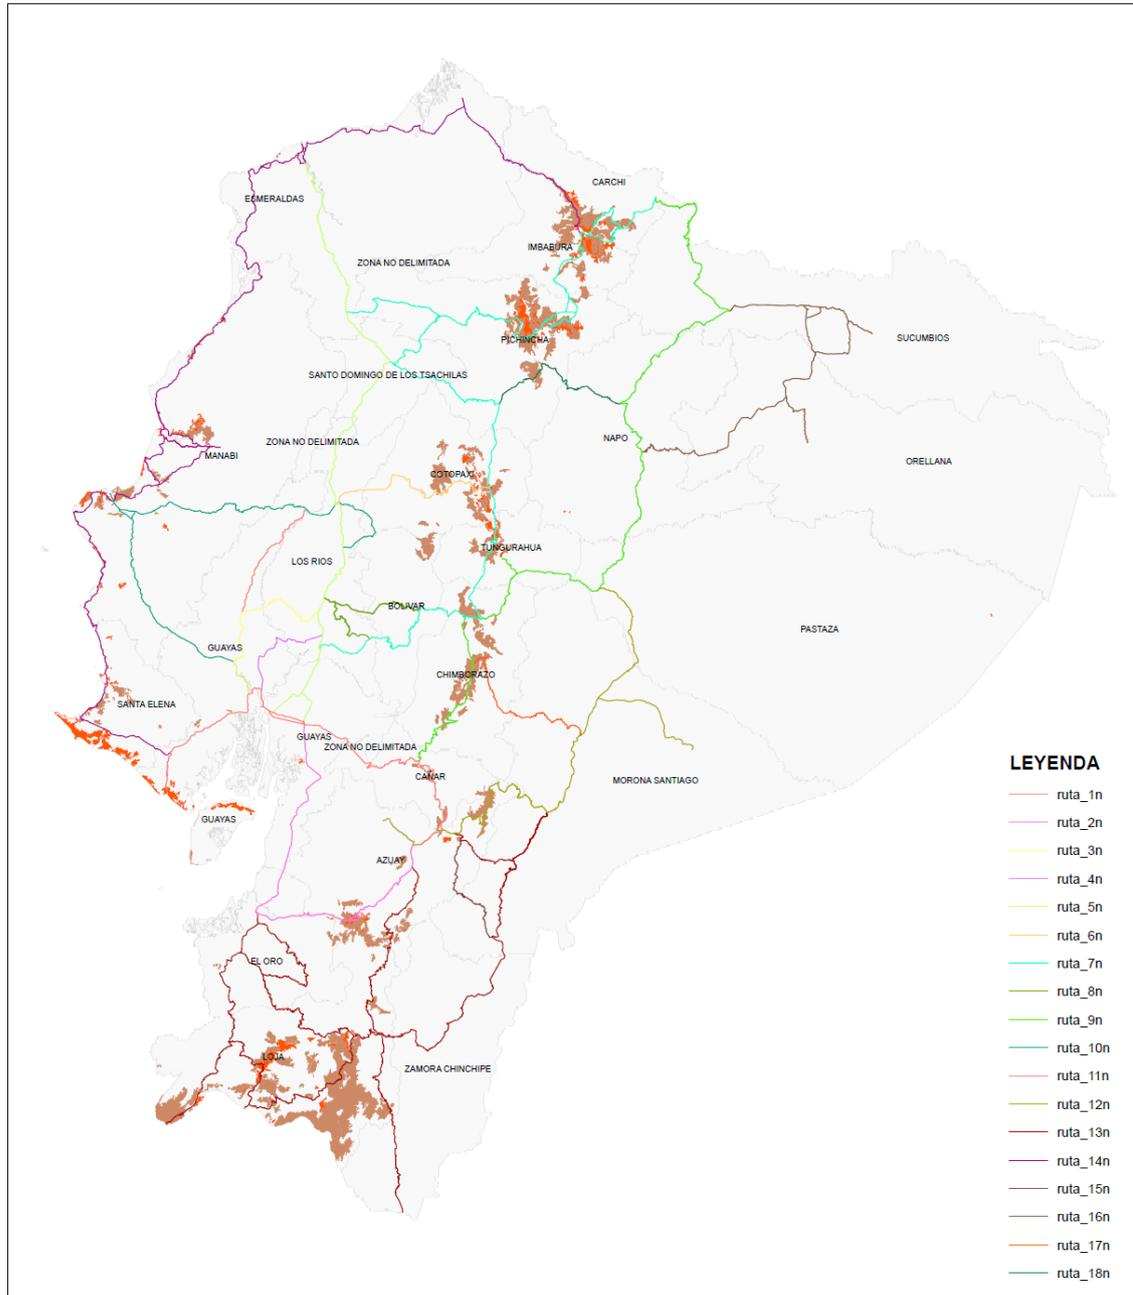 CARCHI
ESMERALDAS
IMBABURA
ZONA NO DELIMITADA
SUCUMBIOS
PICHINCHA
SANTO DOMINGO DE LOS TSACHILAS
NAPO
ZONA NO DELIMITADA
MANABI
ORELLANA
COTOPAXI
TUNGURAHUA
LOS RIOS
BOLIVAR
PASTAZA
GUAYAS
CHIMBORAZO
SANTA ELENA
GUAYAS
ZONA NO DELIMITADA
CAÑAR
MORONA SANTIAGO
GUAYAS
AZUAY
EL ORO
LOJA
ZAMORA CHINCHIPE
LEYENDA
ruta_1n
ruta_2n
ruta_3n
ruta_4n
ruta_5n
ruta_6n
ruta_7n
ruta_8n
ruta_9n
ruta_10n
ruta_11n
ruta_12n
ruta_13n
ruta_14n
ruta_15n
ruta_16n
ruta_17n
ruta_18n